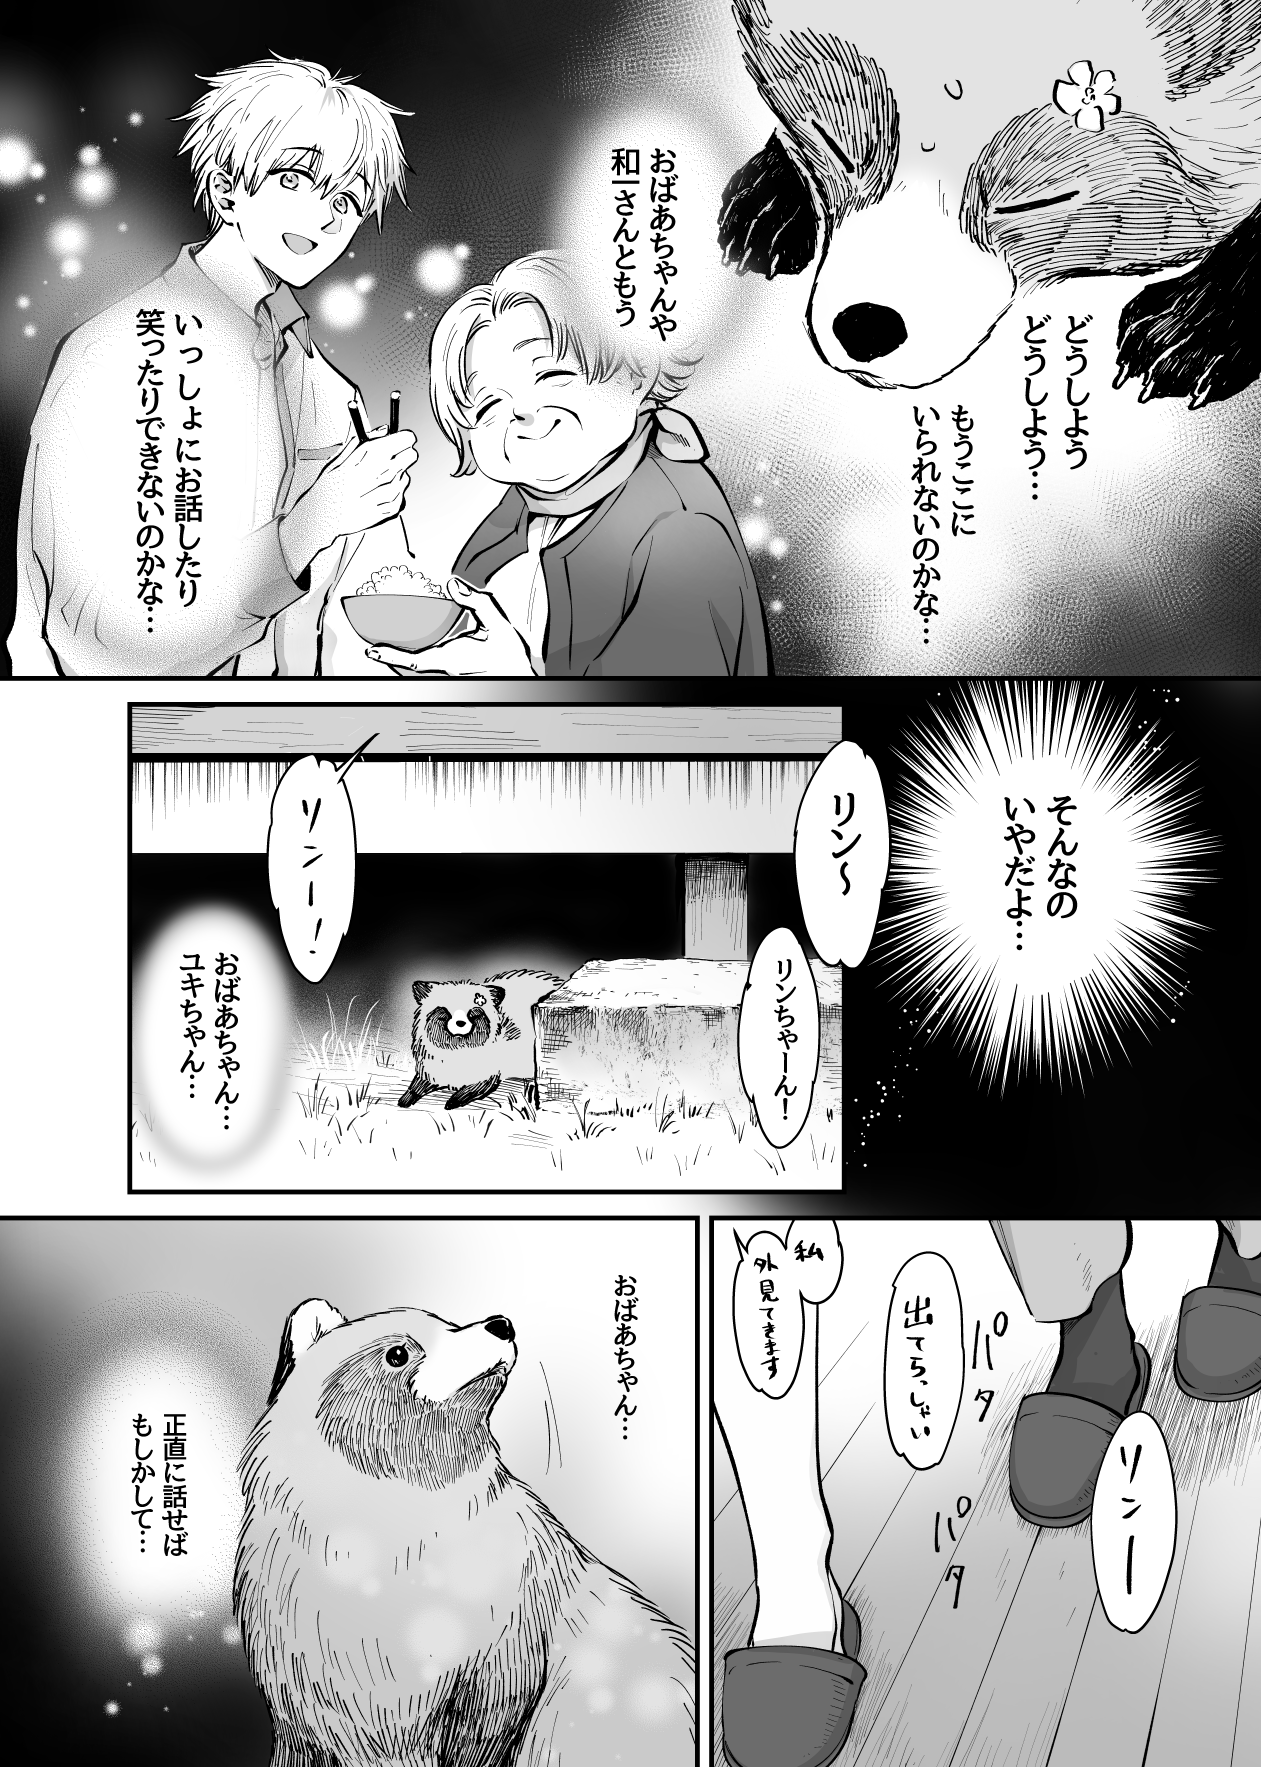 どうしよう
どうしよう…
もうここに
いられないのかな…
おばあちゃんや
和一さんともう
いっしょにお話したり
笑ったりできないのかな…
そんなの
いやだよ…
リン～
リンちゃーん！
リンー！
おばあちゃん…
ユキちゃん…
パタ
リンー
出てらっしゃい
パタ
私
外見てきます
おばあちゃん…
正直に話せば
もしかして…